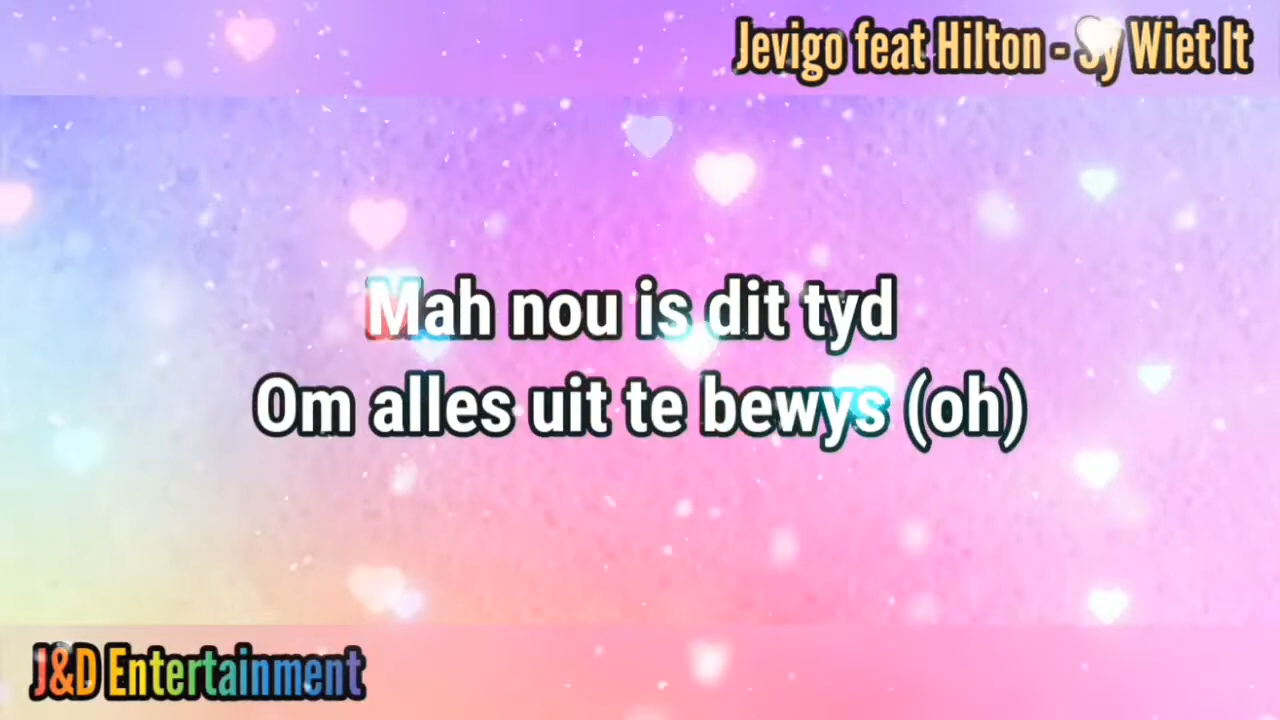 Jevigo feat Hilton - Sy Wiet It
Mah nou is dit tyd
Om alles uit te bewys (oh)
J&D Entertainment